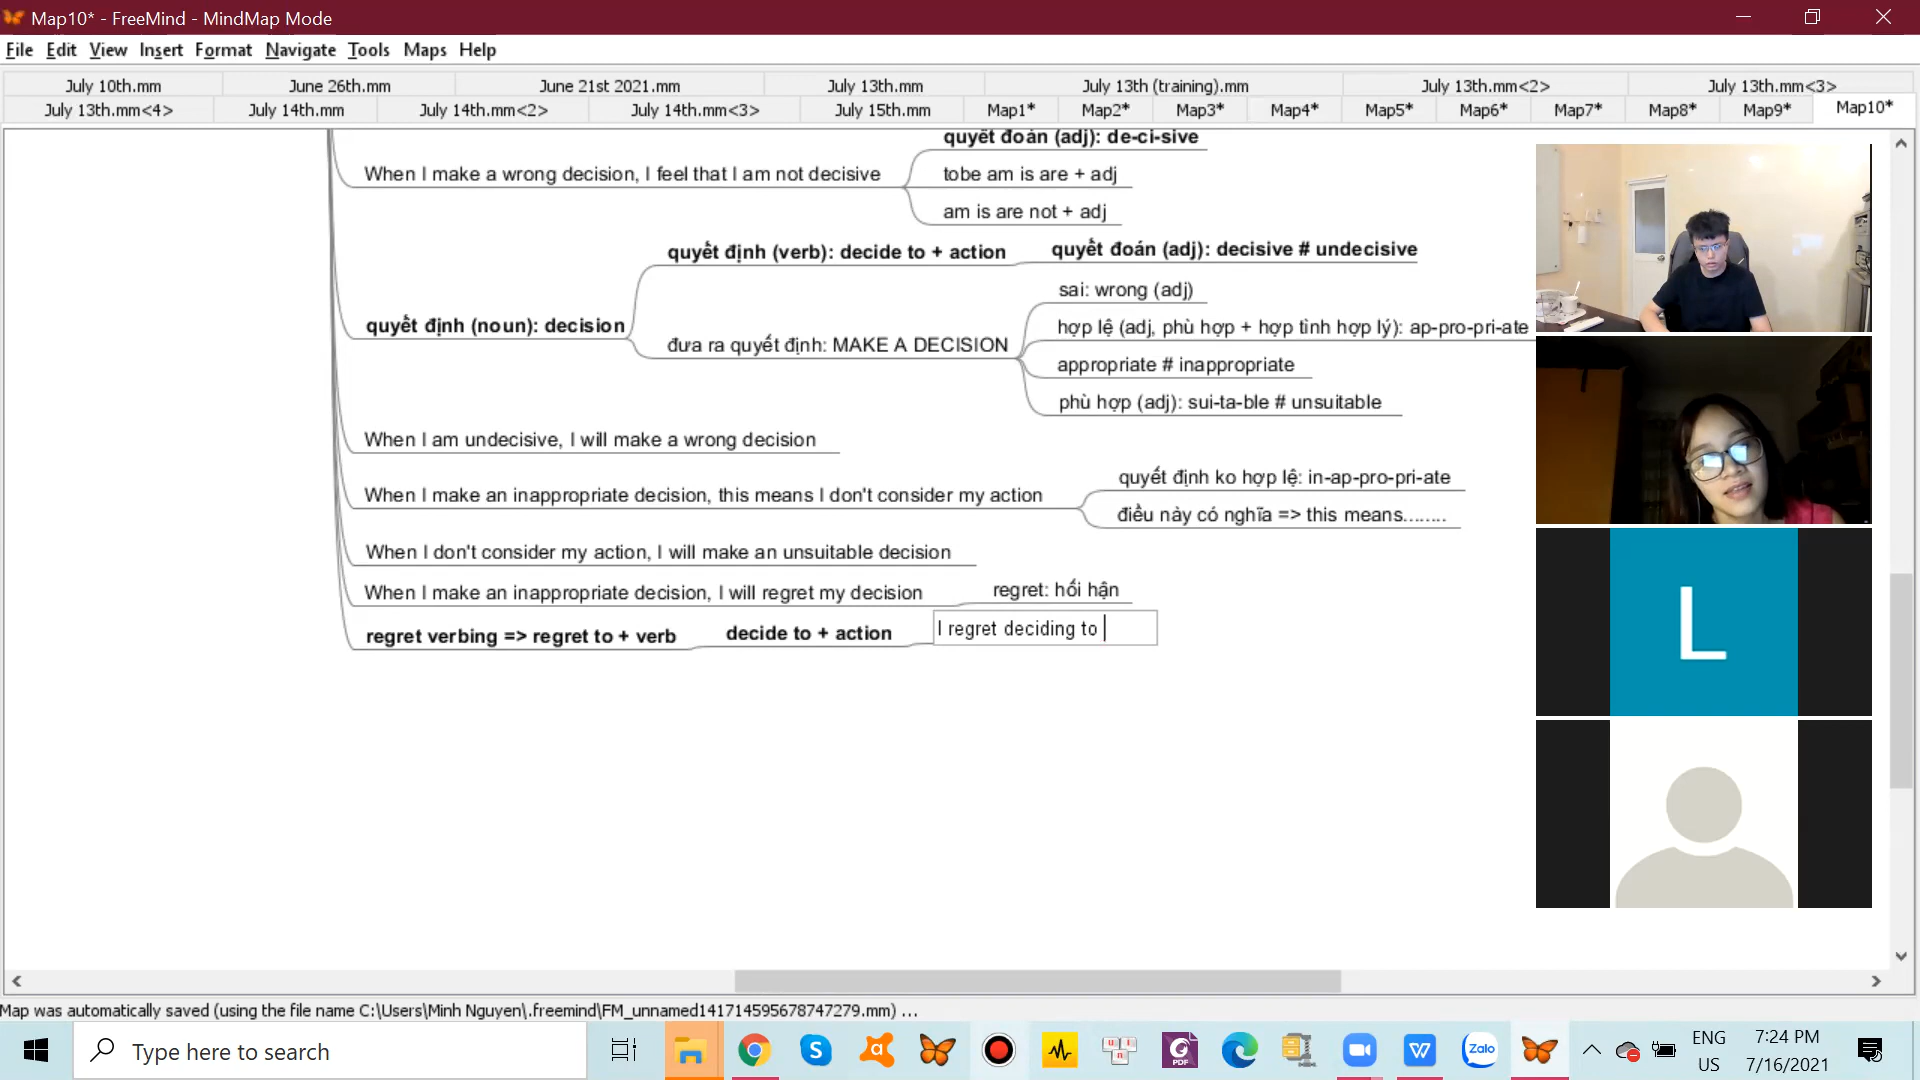 Map10* - FreeMind - MindMap Mode
File Edit View Insert Format Navigate Tools Maps Help
July 10th.mm June 26th.mm June 21st 2021.mm July 13th.mm July 13th (training).mm July 13th.mm<2> July 13th.mm<3>
July 13th.mm<4> July 14th.mm July 14th.mm<2> July 14th.mm<3> July 15th.mm Map1* Map2* Map3* Map4* Map5* Map6* Map7* Map8* Map9* Map10*
quyết đoán (adj): de-ci-sive
When I make a wrong decision, I feel that I am not decisive
tobe am is are + adj
am is are not + adj
quyết định (verb): decide to + action
quyết đoán (adj): decisive # undecisive
sai: wrong (adj)
quyết định (noun): decision
hợp lệ (adj, phù hợp + hợp tình hợp lý): ap-pro-pri-ate
đưa ra quyết định: MAKE A DECISION
appropriate # inappropriate
phù hợp (adj): sui-ta-ble # unsuitable
When I am undecisive, I will make a wrong decision
quyết định ko hợp lệ: in-ap-pro-pri-ate
When I make an inappropriate decision, this means I don't consider my action
điều này có nghĩa => this means........
When I don't consider my action, I will make an unsuitable decision
When I make an inappropriate decision, I will regret my decision
regret: hối hận
regret verbing => regret to + verb
decide to + action
I regret deciding to
L
Map was automatically saved (using the file name C:\Users\Minh Nguyen\.freemind\FM_unnamed141714595678747279.mm) ...
Type here to search
Zalo
PDF
ENG
US
7:24 PM
7/16/2021